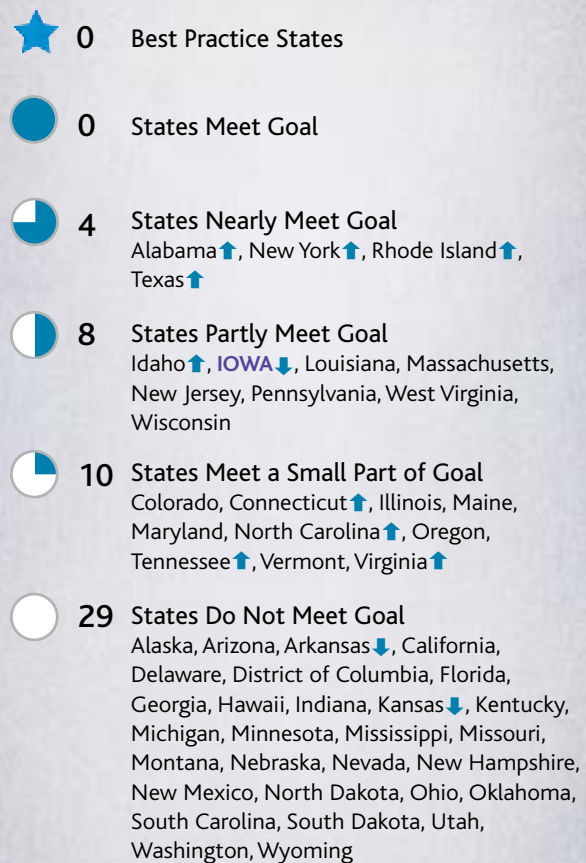 0 Best Practice States
0 States Meet Goal
4 States Nearly Meet Goal
Alabama⬆, New York⬆, Rhode Island⬆,
Texas⬆
8 States Partly Meet Goal
Idaho⬆, IOWA⬇, Louisiana, Massachusetts,
New Jersey, Pennsylvania, West Virginia,
Wisconsin
10 States Meet a Small Part of Goal
Colorado, Connecticut⬆, Illinois, Maine,
Maryland, North Carolina⬆, Oregon,
Tennessee⬆, Vermont, Virginia⬆
29 States Do Not Meet Goal
Alaska, Arizona, Arkansas⬇, California,
Delaware, District of Columbia, Florida,
Georgia, Hawaii, Indiana, Kansas⬇, Kentucky,
Michigan, Minnesota, Mississippi, Missouri,
Montana, Nebraska, Nevada, New Hampshire,
New Mexico, North Dakota, Ohio, Oklahoma,
South Carolina, South Dakota, Utah,
Washington, Wyoming